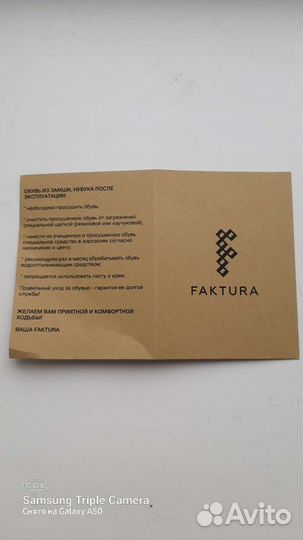 ОБУВЬ ИЗ ЗАМШИ, НУБУКА ПОСЛЕ
ЭКСПЛУАТАЦИИ:
* необходимо просушить обувь;
* очистить просушенную обувь от загрязнений
специальной щеткой (резиновой или каучуковой);
* нанести на очищенную и просушенную обувь
специальное средство в аэрозолях согласно
назначению и цвету;
* рекомендуем раз в месяц обрабатывать обувь
водоотталкивающим средством;
* запрещается использовать пасту и крем.
Правильный уход за обувью - гарантия ее долгой
службы!
ЖЕЛАЕМ ВАМ ПРИЯТНОЙ И КОМФОРТНОЙ
ХОДЬБЫ!
ВАША FAKTURA
FAKTURA
Samsung Triple Camera
Снято на Galaxy A50
Avito